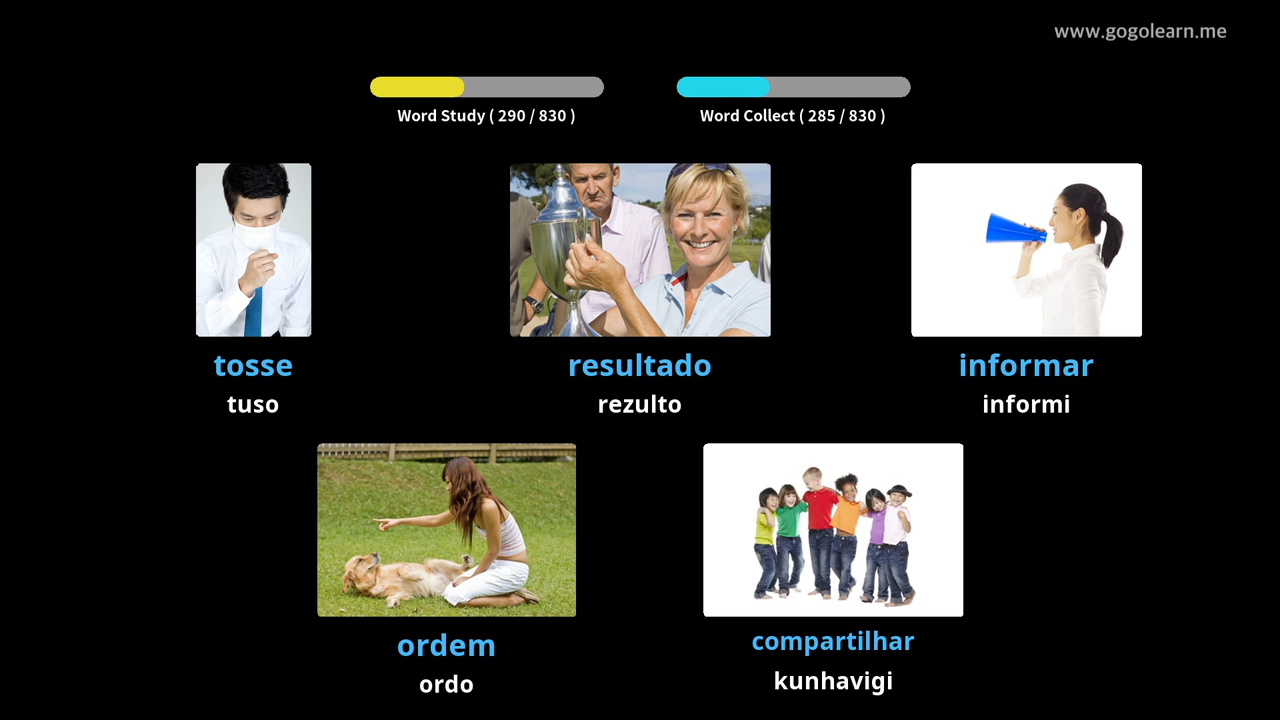 www.gogolearn.me
Word Study ( 290 / 830 )
Word Collect ( 285 / 830 )
tosse
tuso
resultado
rezulto
informar
informi
ordem
ordo
compartilhar
kunhavigi